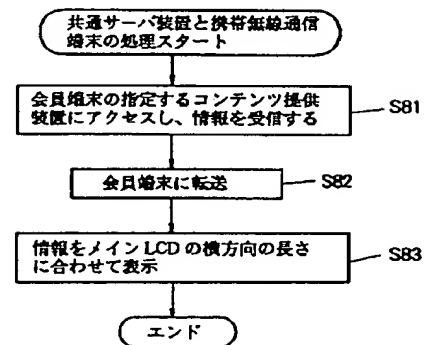 共通サーバ装置と携帯無線通信
端末の処理スタート
会員端末の指定するコンテンツ提供
装置にアクセスし、情報を受信する
S81
会員端末に転送
S82
情報をメインLCDの横方向の長さ
に合わせて表示
S83
エンド